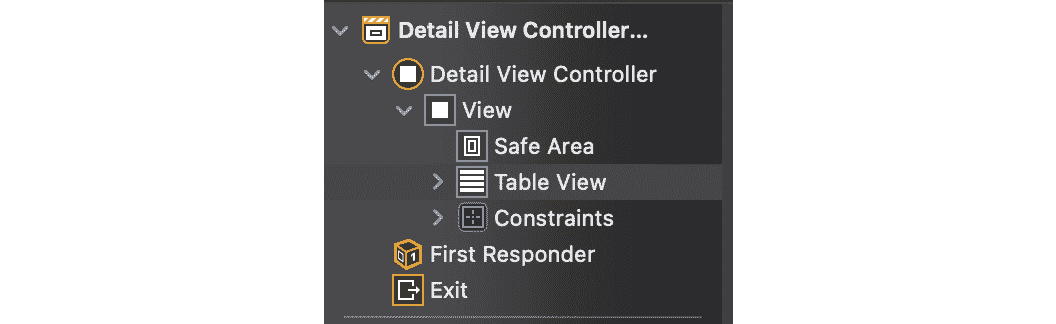 Detail View Controller...
Detail View Controller
View
Safe Area
Table View
Constraints
First Responder
Exit